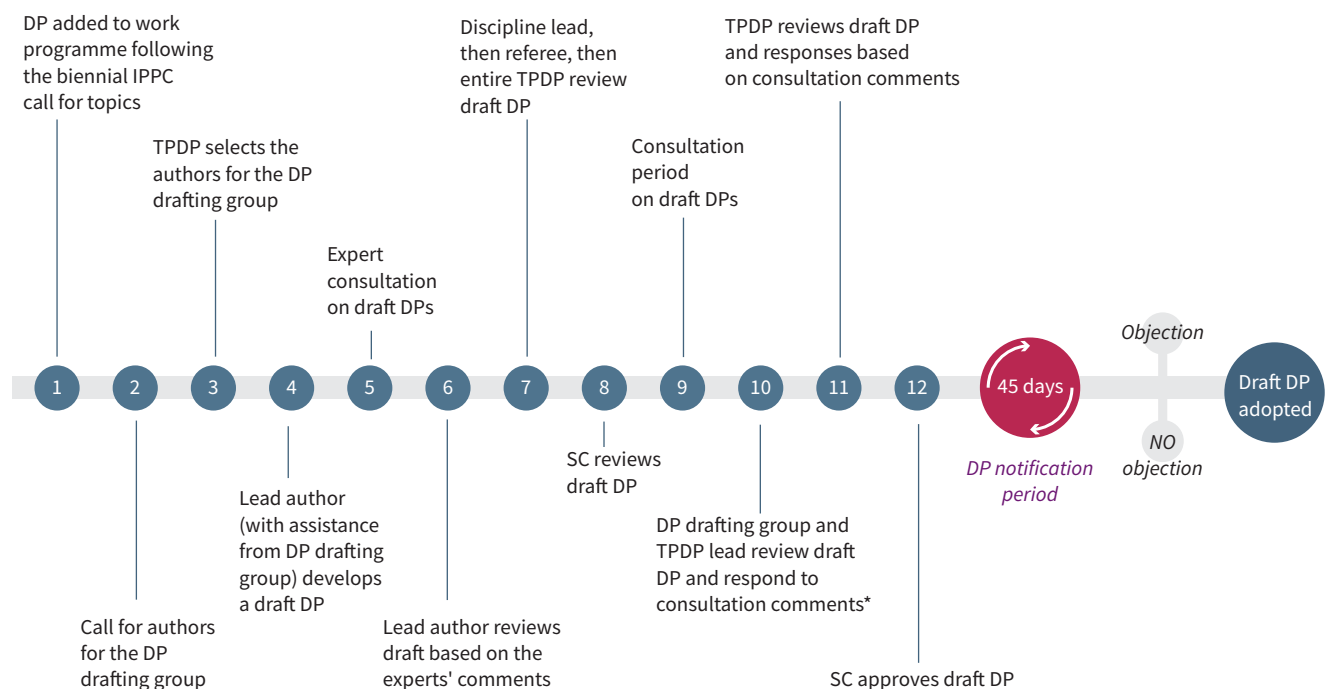 DP added to work
programme following
the biennial IPPC
call for topics
TPDP selects the
authors for the DP
drafting group
Expert
consultation
on draft DPs
Discipline lead,
then referee, then
entire TPDP review
draft DP
Consultation
period
on draft DPs
TPDP reviews draft DP
and responses based
on consultation comments
1
2
3
4
5
6
7
8
9
10
11
12
45 days
Objection
NO
objection
Draft DP
adopted
DP notification
period
Call for authors
for the DP
drafting group
Lead author
(with assistance
from DP drafting
group) develops
a draft DP
Lead author reviews
draft based on the
experts' comments
SC reviews
draft DP
DP drafting group and
TPDP lead review draft
DP and respond to
consultation comments*
SC approves draft DP